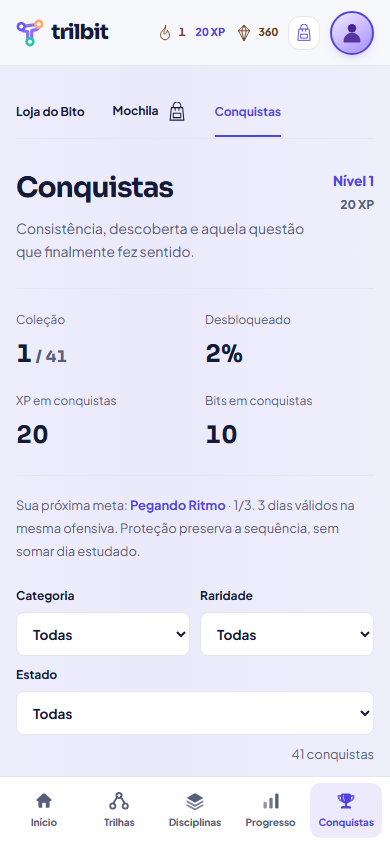 trilbit
1
20 XP
360
Loja do Bito
Mochila
Conquistas
Conquistas
Nível 1
20 XP
Consistência, descoberta e aquela questão
que finalmente fez sentido.
Coleção
Desbloqueado
1 / 41
2%
XP em conquistas
Bits em conquistas
20
10
Sua próxima meta: Pegando Ritmo · 1/3. 3 dias válidos na
mesma ofensiva. Proteção preserva a sequência, sem
somar dia estudado.
Categoria
Raridade
Todas
Todas
Estado
Todas
41 conquistas
Início
Trilhas
Disciplinas
Progresso
Conquistas